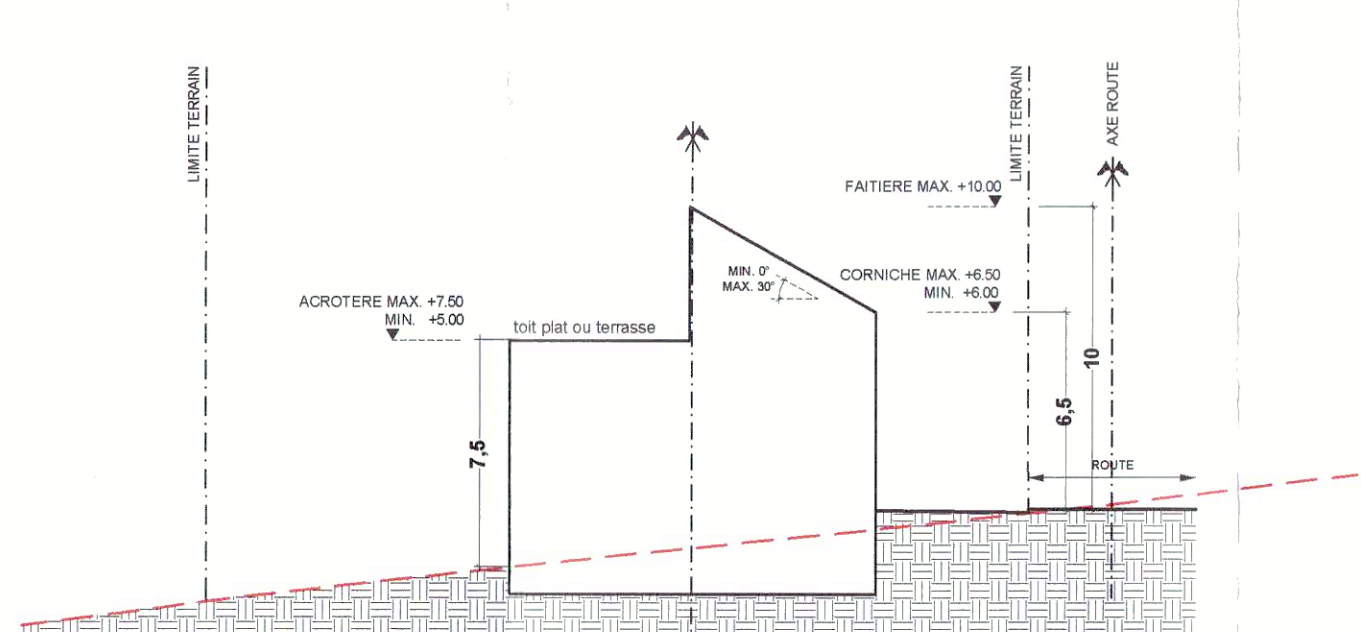 LIMITE TERRAIN
LIMITE TERRAIN
AXE ROUTE
FAITIERE MAX. +10.00
MIN. 0°
MAX. 30°
CORNICHE MAX. +6.50
MIN. +6.00
ACROTERE MAX. +7.50
MIN. +5.00
toit plat ou terrasse
10
6,5
7,5
ROUTE